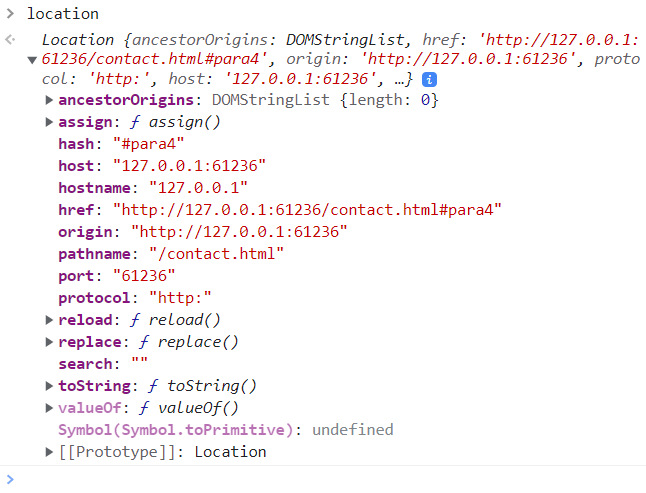 > location
Location {ancestorOrigins: DOMStringList, href: 'http://127.0.0.1:
61236/contact.html#para4', origin: 'http://127.0.0.1:61236', proto
col: 'http:', host: '127.0.0.1:61236', …} i
ancestorOrigins: DOMStringList {length: 0}
assign: ƒ assign()
hash: "#para4"
host: "127.0.0.1:61236"
hostname: "127.0.0.1"
href: "http://127.0.0.1:61236/contact.html#para4"
origin: "http://127.0.0.1:61236"
pathname: "/contact.html"
port: "61236"
protocol: "http:"
reload: ƒ reload()
replace: ƒ replace()
search: ""
toString: ƒ toString()
valueOf: ƒ valueOf()
Symbol(Symbol.toPrimitive): undefined
[[Prototype]]: Location
>